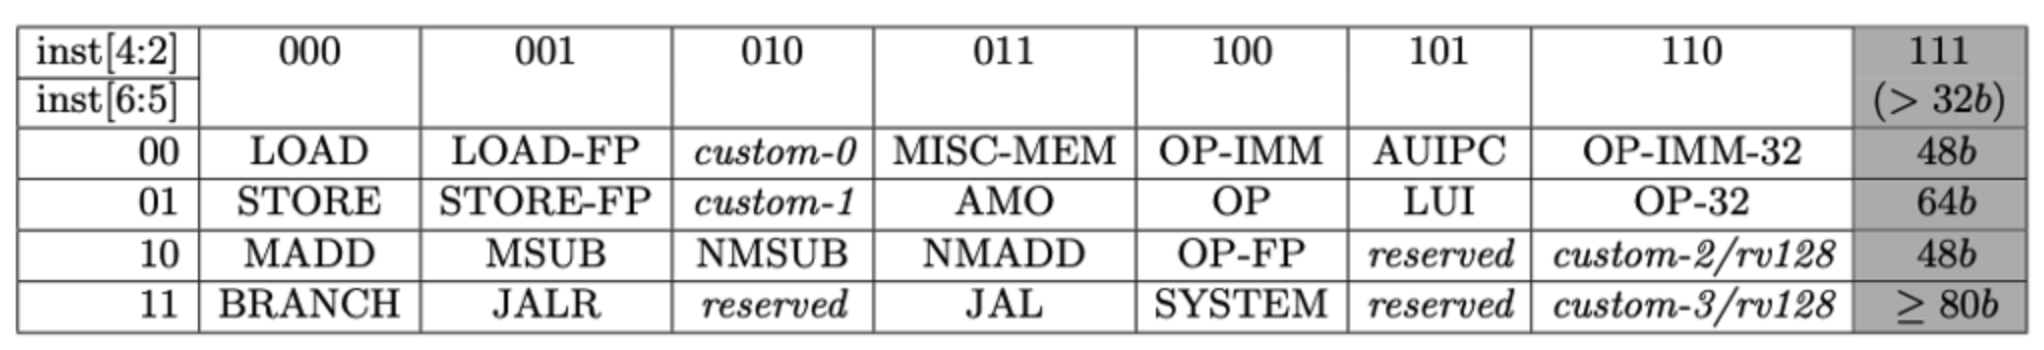 inst[4:2] 000 001 010 011 100 101 110 111
inst[6:5] (> 32b)
00 LOAD LOAD-FP custom-0 MISC-MEM OP-IMM AUIPC OP-IMM-32 48b
01 STORE STORE-FP custom-1 AMO OP LUI OP-32 64b
10 MADD MSUB NMSUB NMADD OP-FP reserved custom-2/rv128 48b
11 BRANCH JALR reserved JAL SYSTEM reserved custom-3/rv128 ≥ 80b